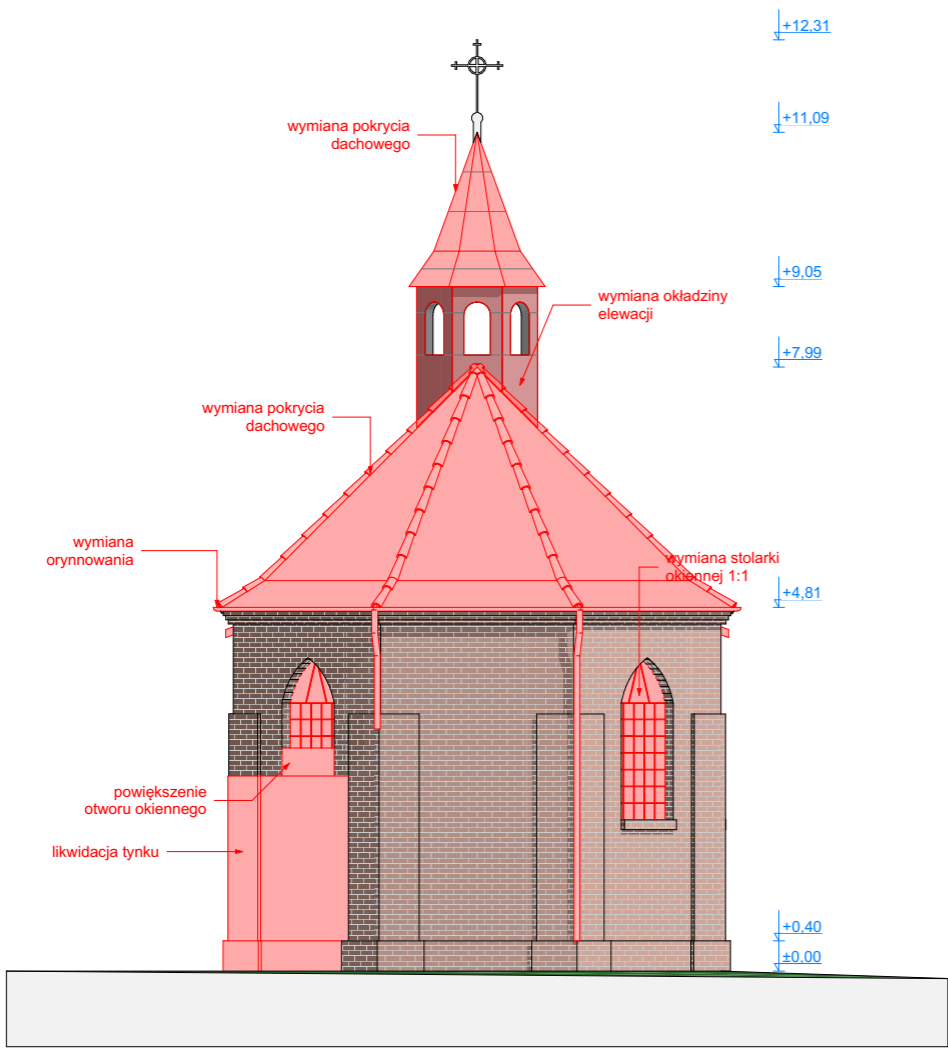 +12,31
+11,09
wymiana pokrycia
dachowego
+9,05
wymiana okładziny
elewacji
+7,99
wymiana pokrycia
dachowego
wymiana
orynnowania
wymiana stolarki
okiennej 1:1
+4,81
powiększenie
otworu okiennego
likwidacja tynku
+0,40
±0,00